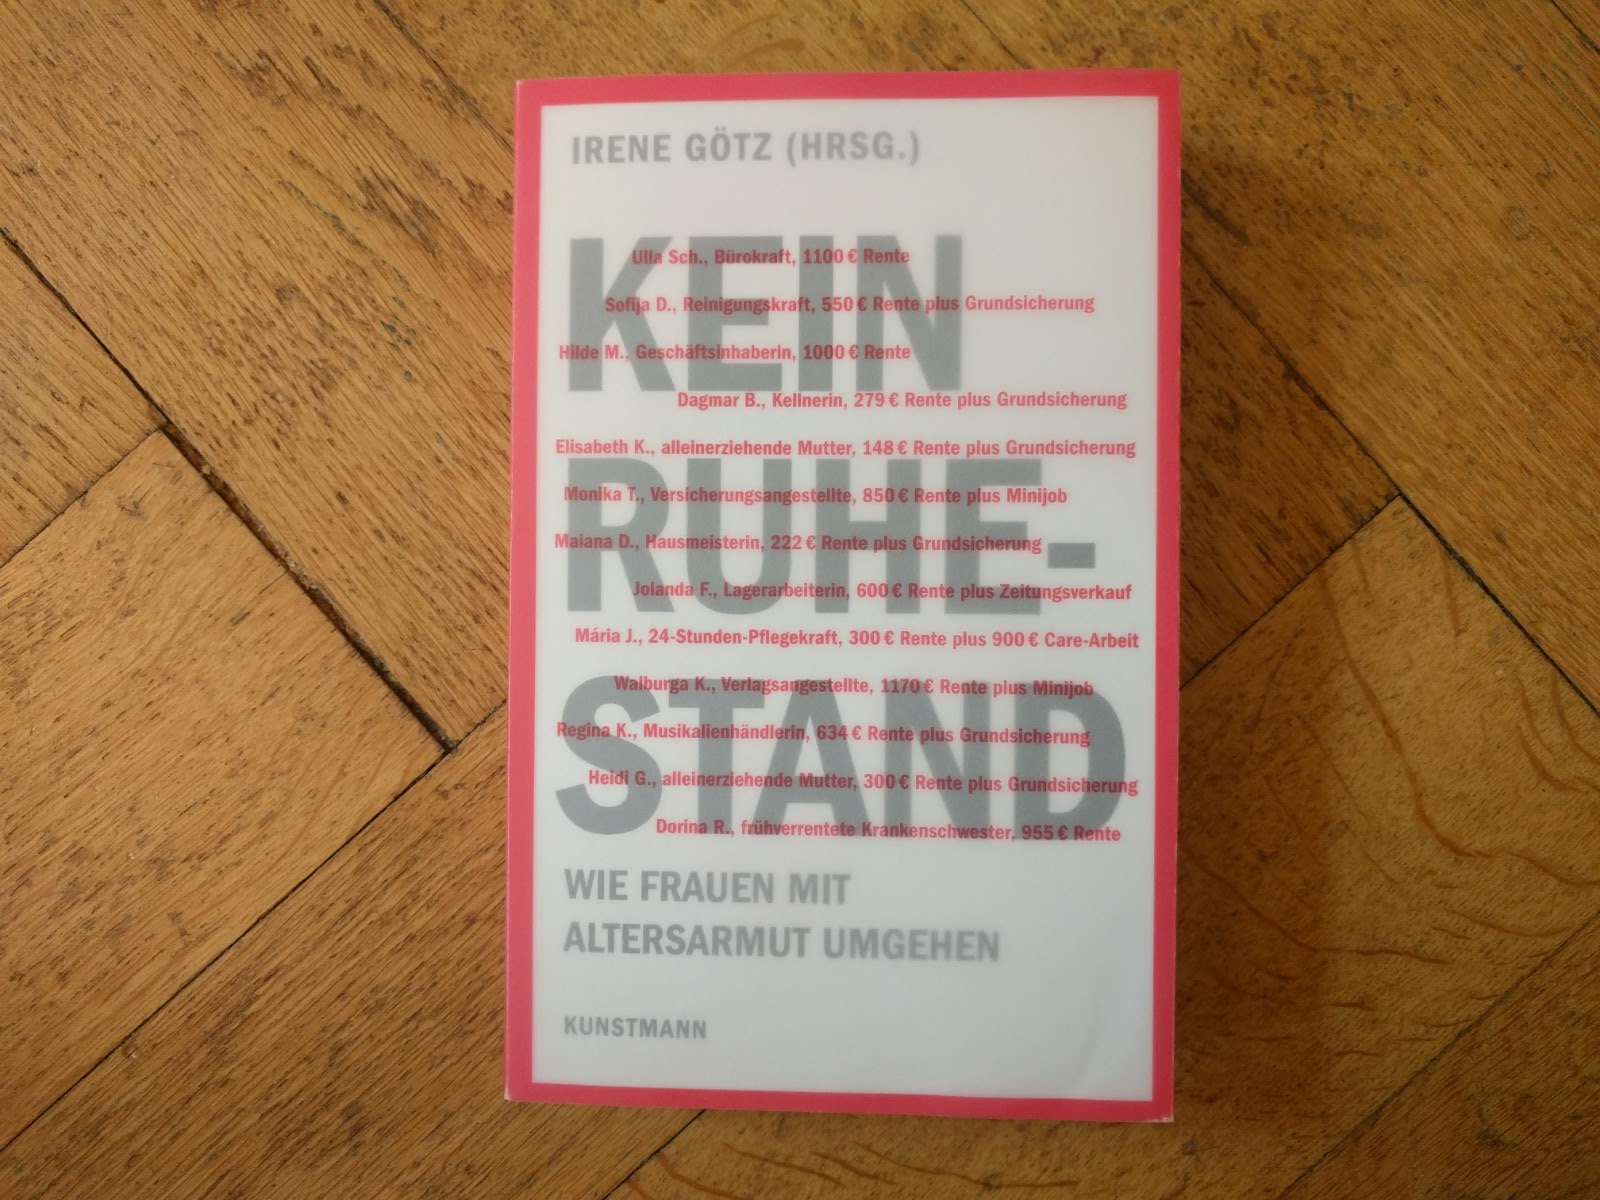 IRENE GÖTZ (HRSG.)
KEIN
Ulla Sch., Bürokraft, 1100 € Rente
Sofija D., Reinigungskraft, 550 € Rente plus Grundsicherung
Hilde M., Geschäftsinhaberin, 1000 € Rente
Dagmar B., Kellnerin, 279 € Rente plus Grundsicherung
Elisabeth K., alleinerziehende Mutter, 148 € Rente plus Grundsicherung
RUHE-
Monika T., Versicherungsangestellte, 850 € Rente plus Minijob
Maiana D., Hausmeisterin, 222 € Rente plus Grundsicherung
Jolanda F., Lagerarbeiterin, 600 € Rente plus Zeitungsverkauf
Mária J., 24-Stunden-Pflegekraft, 300 € Rente plus 900 € Care-Arbeit
STAND
Walburga K., Verlagsangestellte, 1170 € Rente plus Minijob
Regina K., Musikalienhändlerin, 634 € Rente plus Grundsicherung
Heidi G., alleinerziehende Mutter, 300 € Rente plus Grundsicherung
Dorina R., frühverrentete Krankenschwester, 955 € Rente
WIE FRAUEN MIT
ALTERSARMUT UMGEHEN
KUNSTMANN